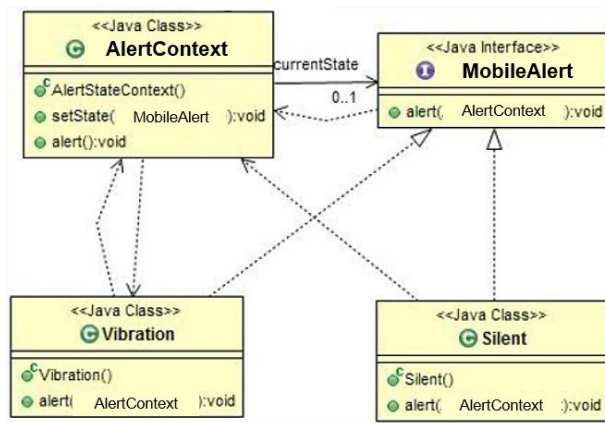 <<Java Class>>
AlertContext
AlertStateContext()
setState( MobileAlert ):void
alert():void
currentState
0..1
<<Java Interface>>
MobileAlert
alert(, AlertContext ):void
<<Java Class>>
Vibration
Vibration()
alert( AlertContext ):void
<<Java Class>>
Silent
Silent()
alert(, AlertContext :):void